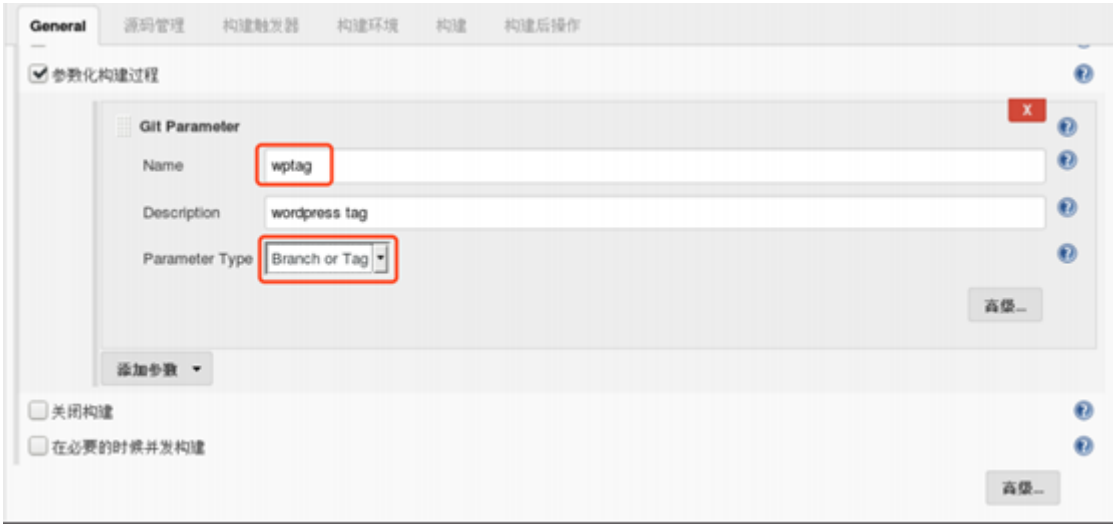 General 源码管理 构建触发器 构建环境 构建 构建后操作
参数化构建过程
X
Git Parameter
Name wptag
Description wordpress tag
Parameter Type Branch or Tag
高级...
添加参数
关闭构建
在必要的时候并发构建
高级...